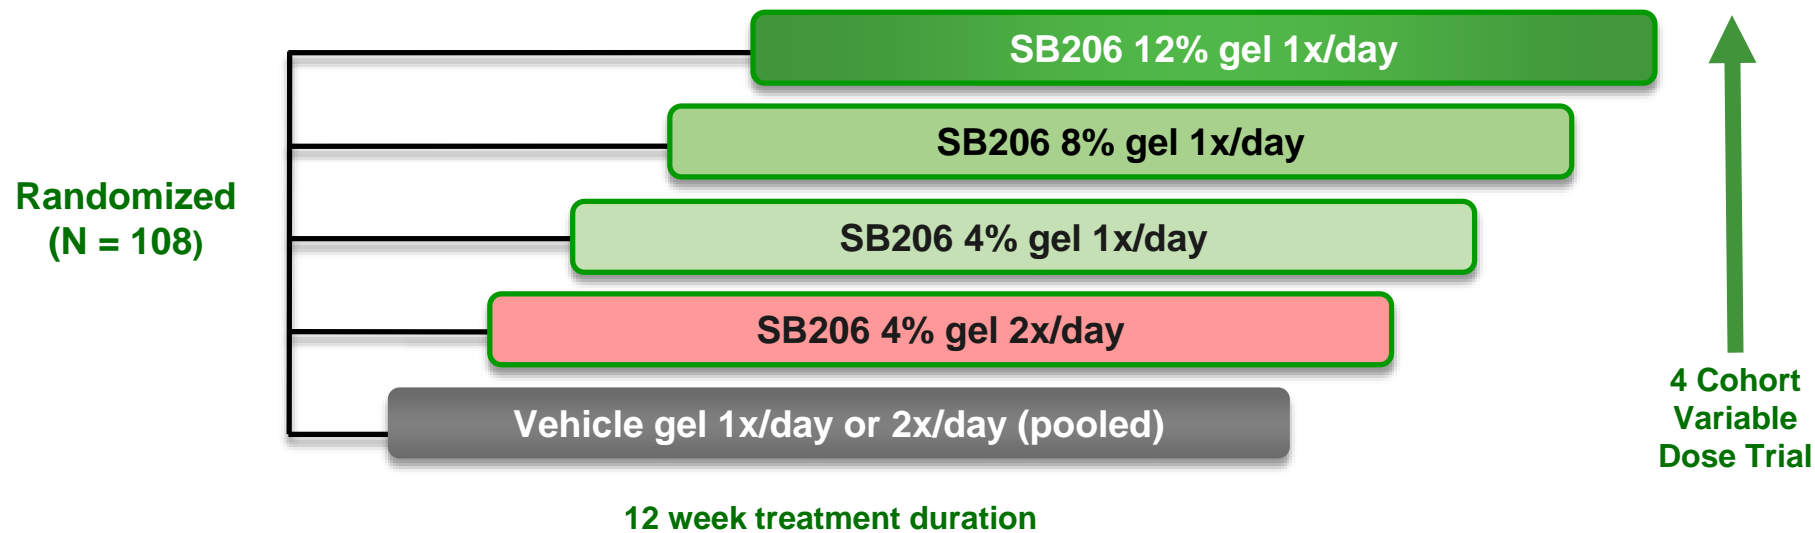 SB206 12% gel 1x/day
SB206 8% gel 1x/day
Randomized
(N = 108)
SB206 4% gel 1x/day
SB206 4% gel 2x/day
Vehicle gel 1x/day or 2x/day (pooled)
4 Cohort
Variable
Dose Trial
12 week treatment duration